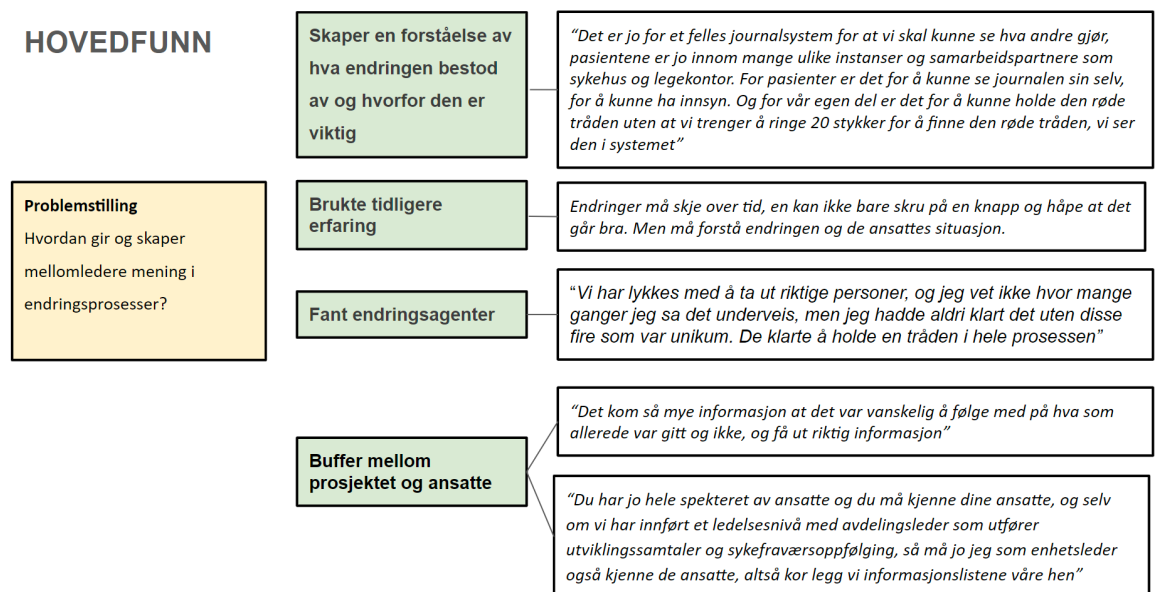 HOVEDFUNN
Problemstilling
Hvordan gir og skaper
mellomledere mening i
endringsprosesser?
Skaper en forståelse av
hva endringen bestod
av og hvorfor den er
viktig
“Det er jo for et felles journalsystem for at vi skal kunne se hva andre gjør,
pasientene er jo innom mange ulike instanser og samarbeidspartnere som
sykehus og legekontor. For pasienter er det for å kunne se journalen sin selv,
for å kunne ha innsyn. Og for vår egen del er det for å kunne holde den røde
tråden uten at vi trenger å ringe 20 stykker for å finne den røde tråden, vi ser
den i systemet”
Brukte tidligere
erfaring
Endringer må skje over tid, en kan ikke bare skru på en knapp og håpe at det
går bra. Men må forstå endringen og de ansattes situasjon.
Fant endringsagenter
“Vi har lykkes med å ta ut riktige personer, og jeg vet ikke hvor mange
ganger jeg sa det underveis, men jeg hadde aldri klart det uten disse
fire som var unikum. De klarte å holde en tråden i hele prosessen”
Buffer mellom
prosjektet og ansatte
“Det kom så mye informasjon at det var vanskelig å følge med på hva som
allerede var gitt og ikke, og få ut riktig informasjon”
“Du har jo hele spekteret av ansatte og du må kjenne dine ansatte, og selv
om vi har innført et ledelsesnivå med avdelingsleder som utfører
utviklingssamtaler og sykefraværsoppfølging, så må jo jeg som enhetsleder
også kjenne de ansatte, altså kor legg vi informasjonslistene våre hen”